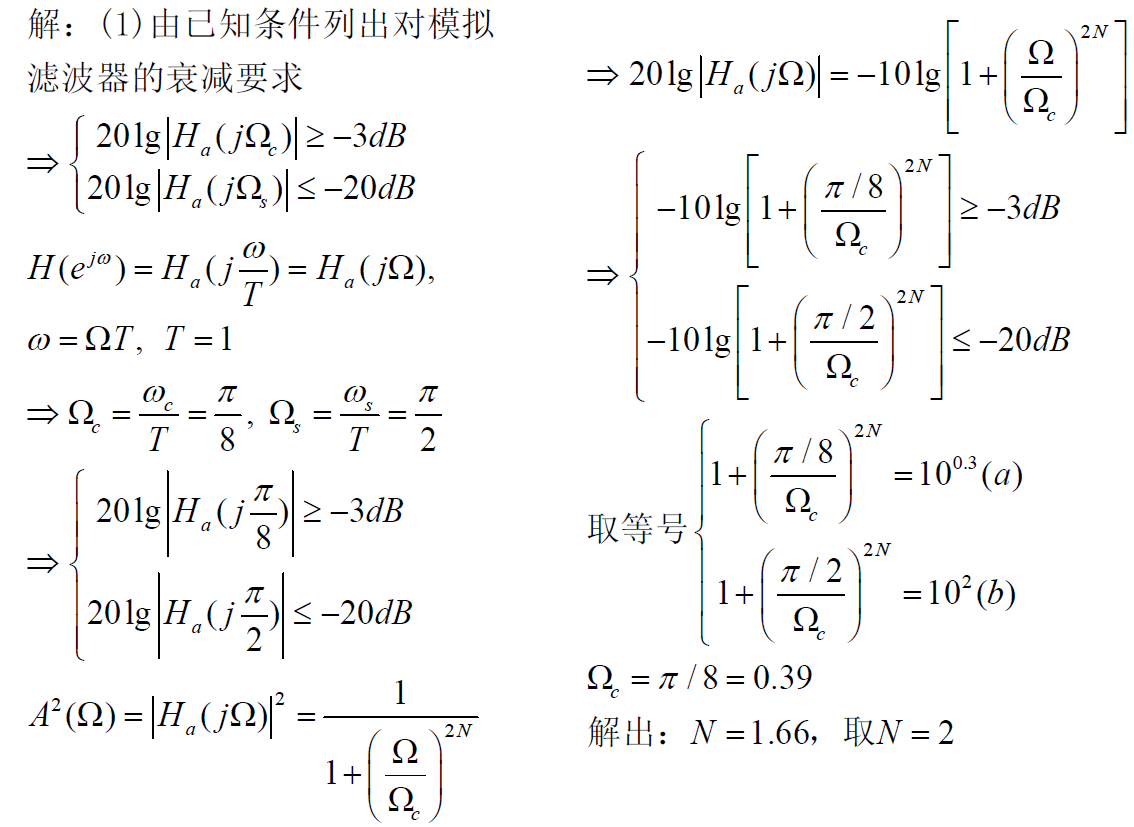 解：(1)由已知条件列出对模拟
滤波器的衰减要求
⇒ { 20lg|H_a(jΩ_c)| ≥ −3dB
20lg|H_a(jΩ_s)| ≤ −20dB
H(e^{jω}) = H_a(j ω/T) = H_a(jΩ),
ω = ΩT, T = 1
⇒ Ω_c = ω_c/T = π/8, Ω_s = ω_s/T = π/2
⇒ { 20lg|H_a(j π/8)| ≥ −3dB
20lg|H_a(j π/2)| ≤ −20dB
A²(Ω) = |H_a(jΩ)|² = 1/(1+(Ω/Ω_c)^{2N})
⇒ 20lg|H_a(jΩ)| = −10lg[1+(Ω/Ω_c)^{2N}]
⇒ { −10lg[1+((π/8)/Ω_c)^{2N}] ≥ −3dB
−10lg[1+((π/2)/Ω_c)^{2N}] ≤ −20dB
取等号 { 1+((π/8)/Ω_c)^{2N} = 10^{0.3}(a)
1+((π/2)/Ω_c)^{2N} = 10²(b)
Ω_c = π/8 = 0.39
解出：N = 1.66，取N = 2